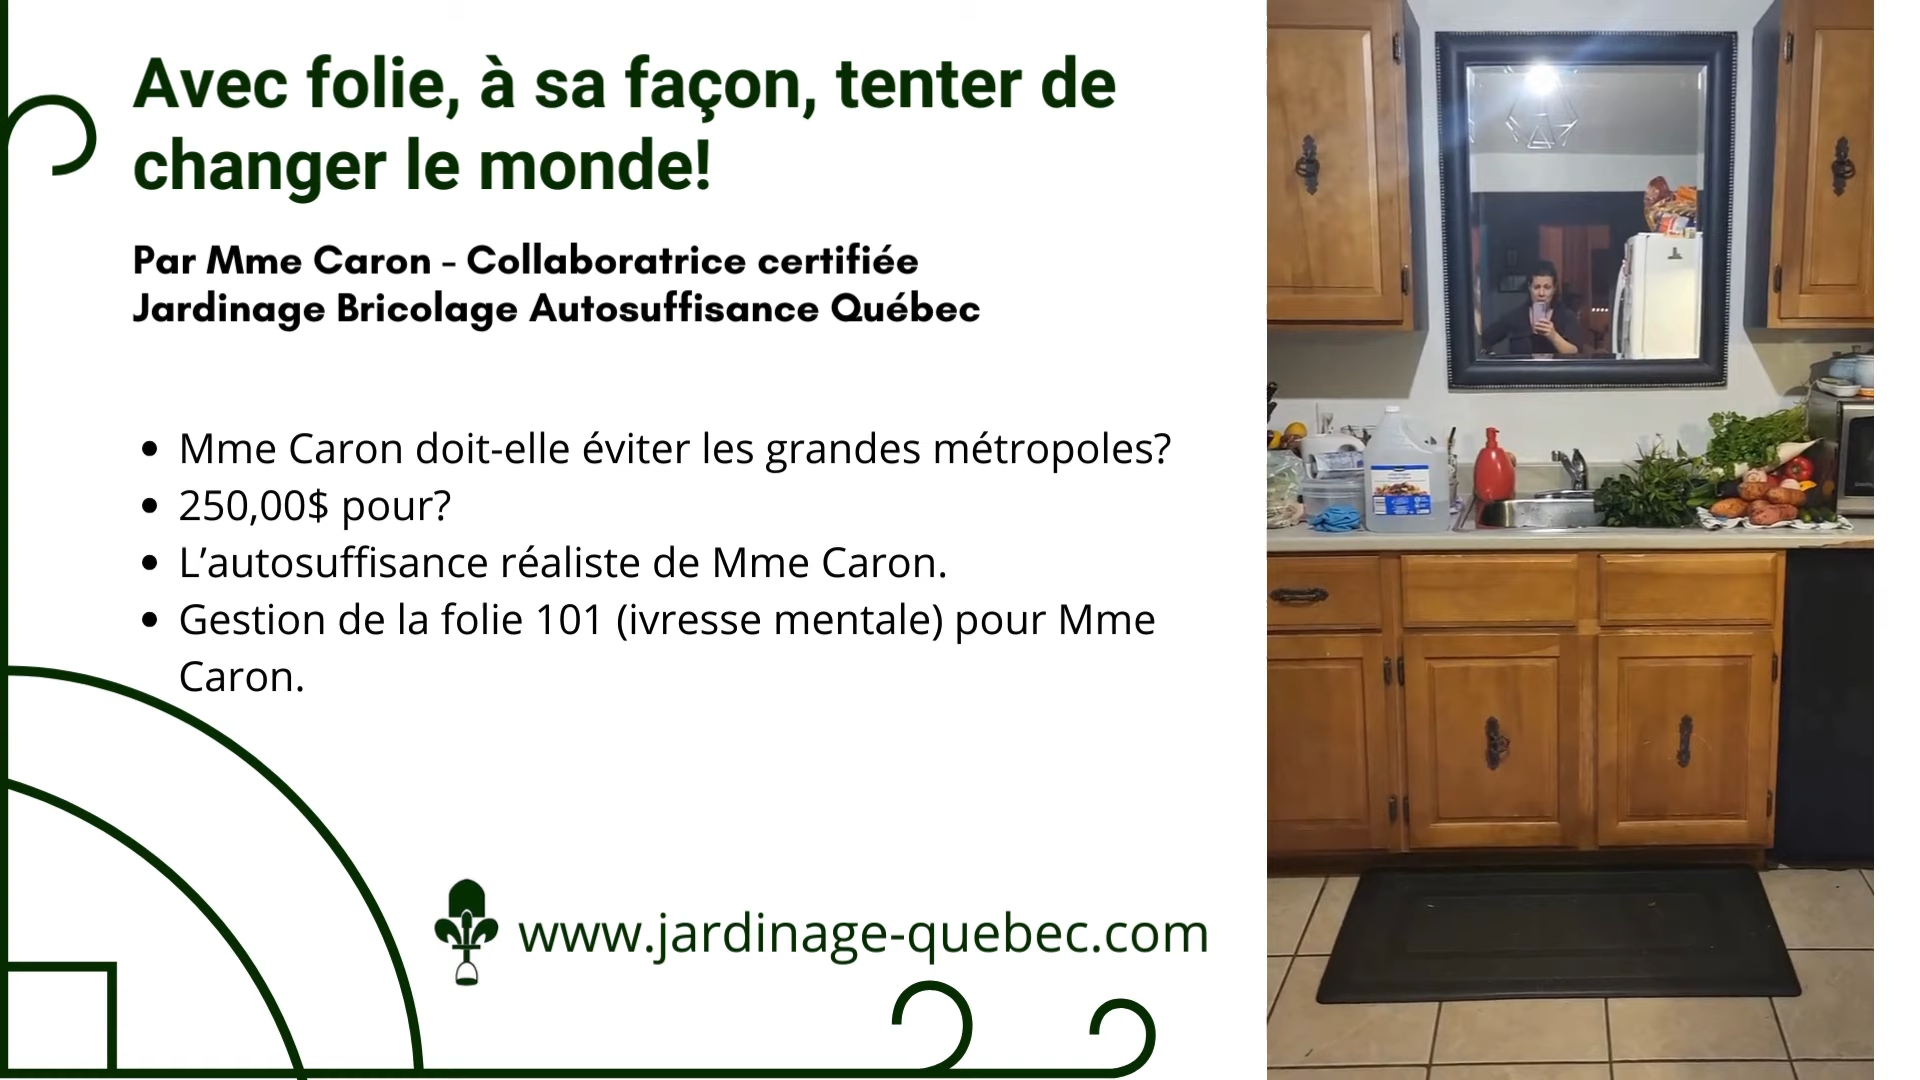 Avec folie, à sa façon, tenter de
changer le monde!
Par Mme Caron - Collaboratrice certifiée
Jardinage Bricolage Autosuffisance Québec
• Mme Caron doit-elle éviter les grandes métropoles?
• 250,00$ pour?
• L’autosuffisance réaliste de Mme Caron.
• Gestion de la folie 101 (ivresse mentale) pour Mme
Caron.
www.jardinage-quebec.com